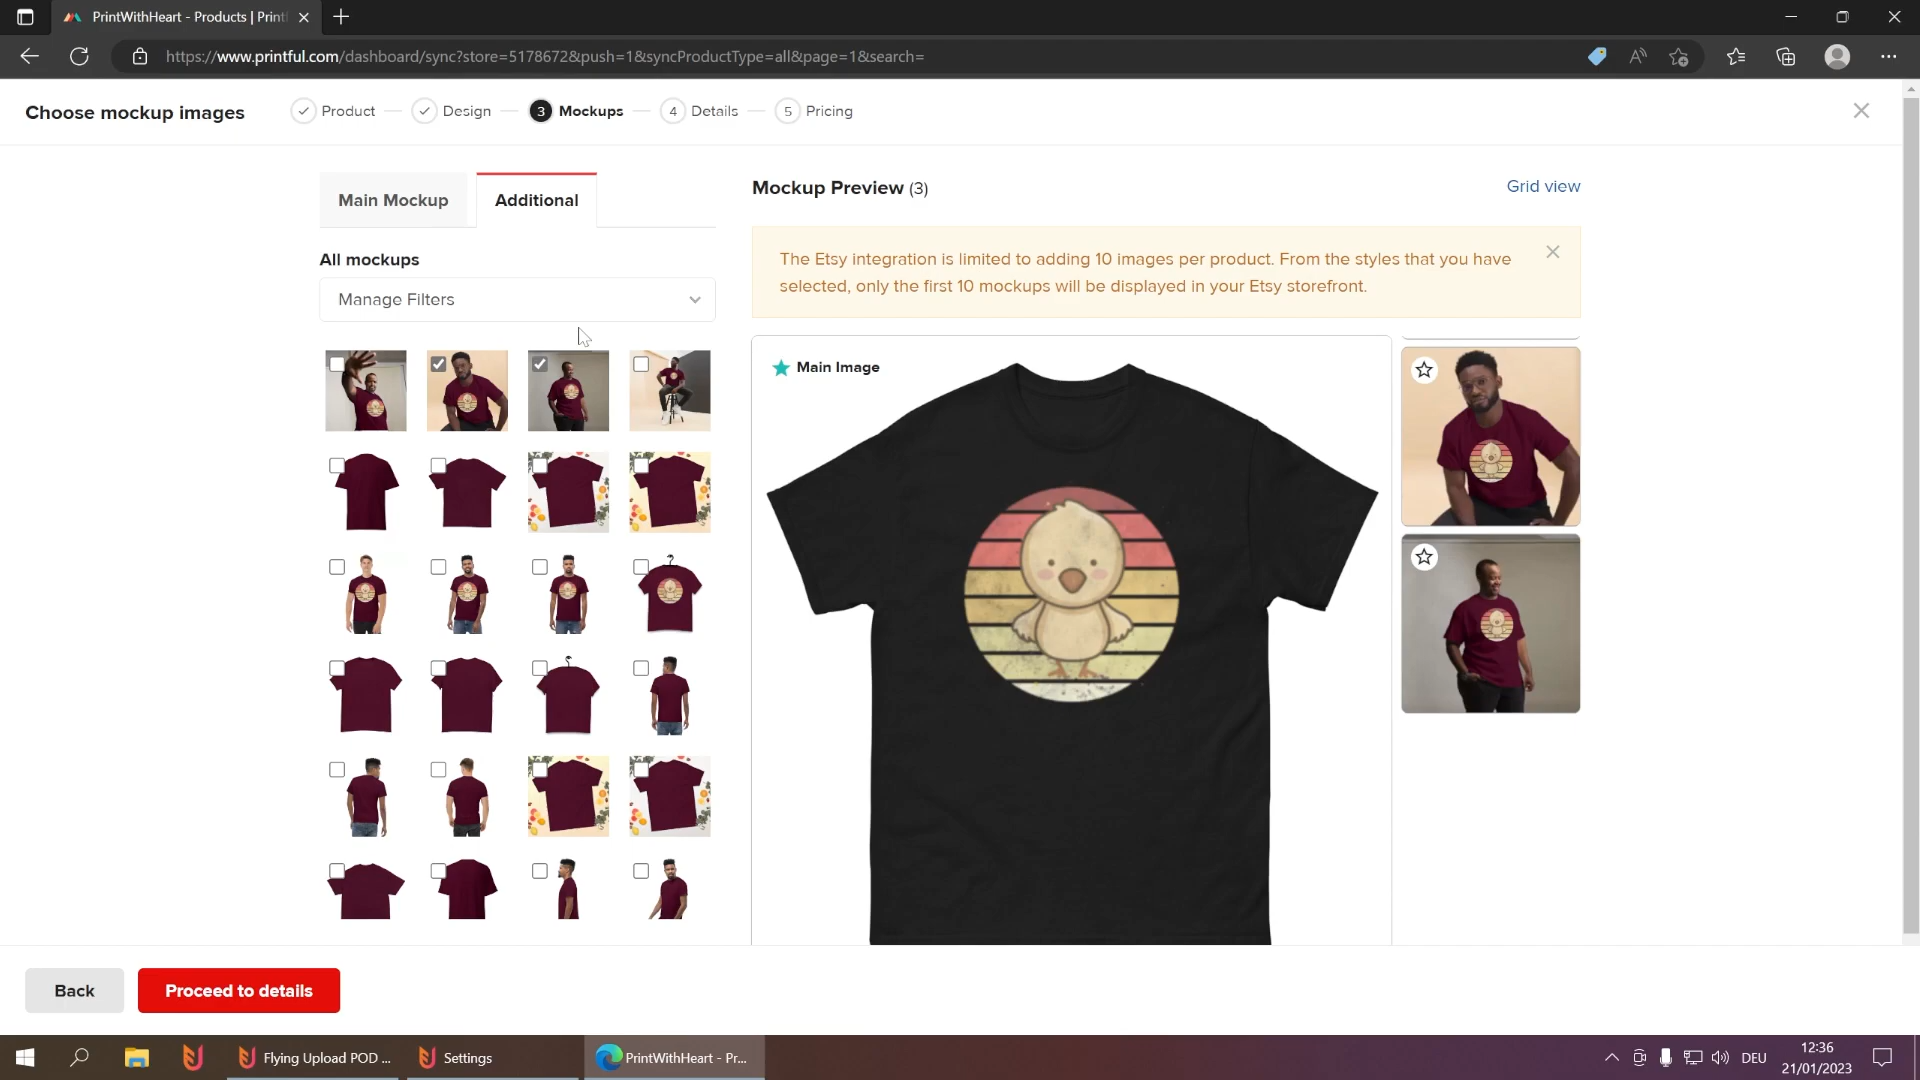 PrintWithHeart - Products | Printf
https://www.printful.com/dashboard/sync?store=5178672&push=1&syncProductType=all&page=1&search=
Choose mockup images
Product
Design
3 Mockups
4 Details
5 Pricing
Main Mockup
Additional
Mockup Preview (3)
Grid view
All mockups
Manage Filters
The Etsy integration is limited to adding 10 images per product. From the styles that you have
selected, only the first 10 mockups will be displayed in your Etsy storefront.
Main Image
Back
Proceed to details
Flying Upload POD ...
Settings
PrintWithHeart - Pr...
DEU
12:36
21/01/2023